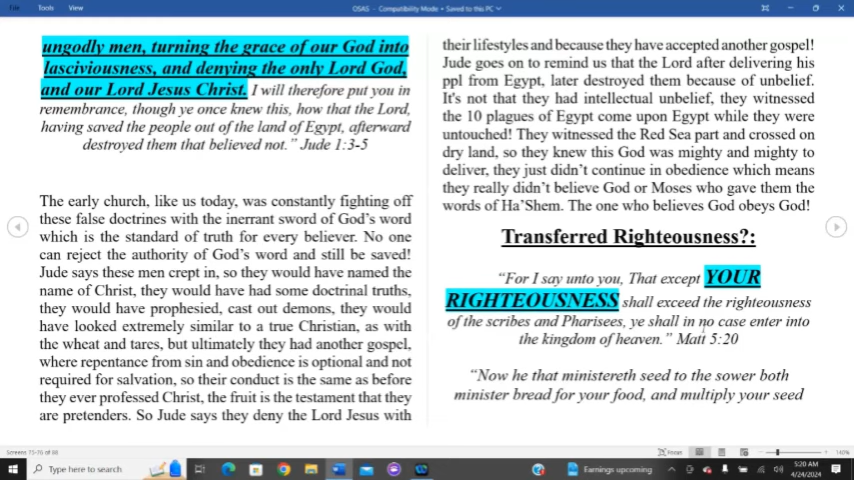 File Tools View
OSAS - Compatibility Mode • Saved to this PC
ungodly men, turning the grace of our God into
lasciviousness, and denying the only Lord God,
and our Lord Jesus Christ. I will therefore put you in
remembrance, though ye once knew this, how that the Lord,
having saved the people out of the land of Egypt, afterward
destroyed them that believed not.” Jude 1:3-5
The early church, like us today, was constantly fighting off
these false doctrines with the inerrant sword of God’s word
which is the standard of truth for every believer. No one
can reject the authority of God’s word and still be saved!
Jude says these men crept in, so they would have named the
name of Christ, they would have had some doctrinal truths,
they would have prophesied, cast out demons, they would
have looked extremely similar to a true Christian, as with
the wheat and tares, but ultimately they had another gospel,
where repentance from sin and obedience is optional and not
required for salvation, so their conduct is the same as before
they ever professed Christ, the fruit is the testament that they
are pretenders. So Jude says they deny the Lord Jesus with
their lifestyles and because they have accepted another gospel!
Jude goes on to remind us that the Lord after delivering his
ppl from Egypt, later destroyed them because of unbelief.
It's not that they had intellectual unbelief, they witnessed
the 10 plagues of Egypt come upon Egypt while they were
untouched! They witnessed the Red Sea part and crossed on
dry land, so they knew this God was mighty and mighty to
deliver, they just didn’t continue in obedience which means
they really didn’t believe God or Moses who gave them the
words of Ha’Shem. The one who believes God obeys God!
Transferred Righteousness?:
“For I say unto you, That except YOUR
RIGHTEOUSNESS shall exceed the righteousness
of the scribes and Pharisees, ye shall in no case enter into
the kingdom of heaven.” Matt 5:20
“Now he that ministereth seed to the sower both
minister bread for your food, and multiply your seed
Screens 75-76 of 88
Focus
140%
Type here to search
Earnings upcoming
5:20 AM
4/24/2024